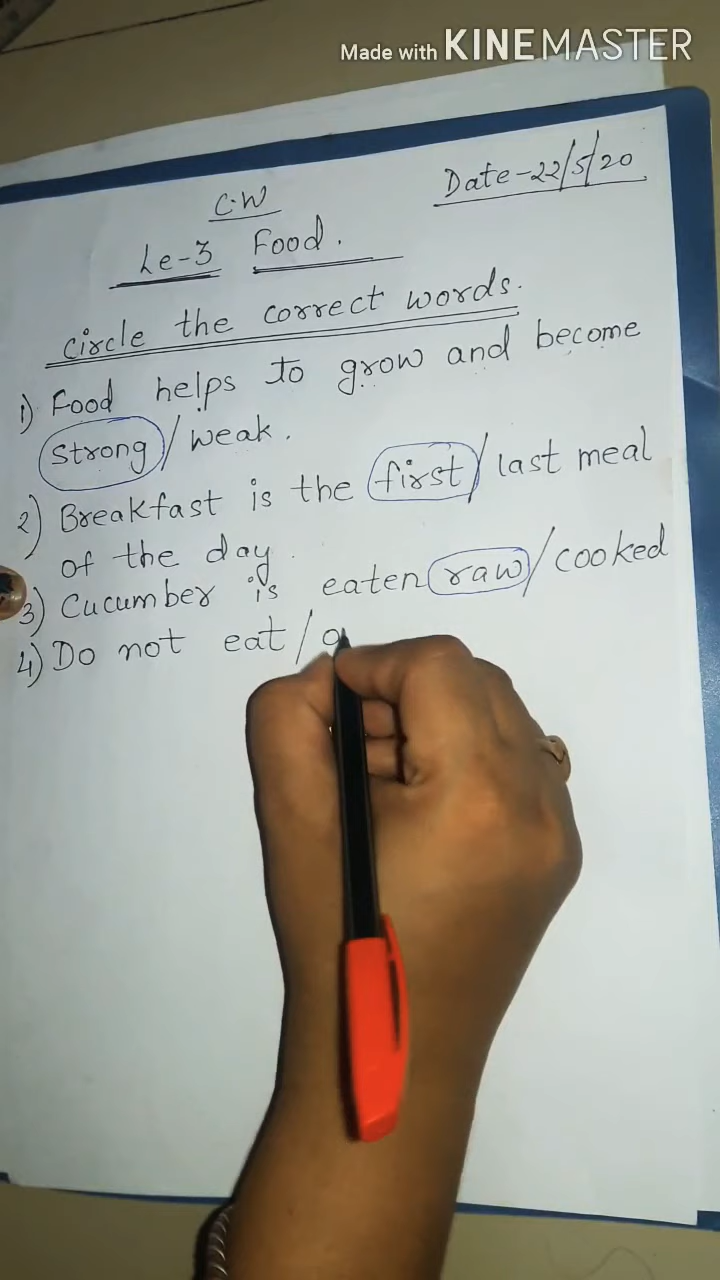 Made with KINEMASTER
C.W
Date-22/5/20
Le-3 Food.
Circle the correct words.
1) Food helps to grow and become
Strong / weak.
2) Breakfast is the first / last meal
of the day.
3) Cucumber is eaten raw / cooked
4) Do not eat /